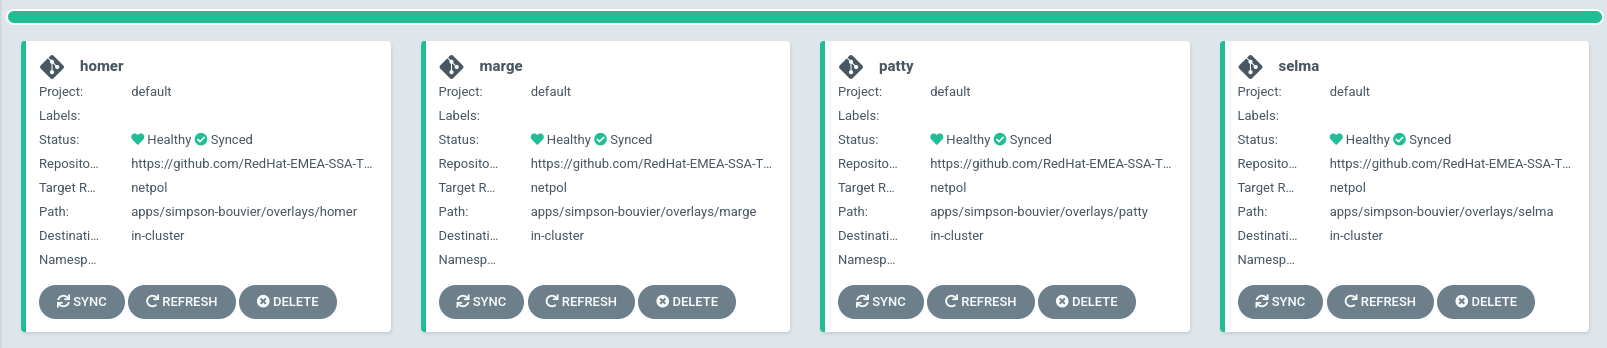 homer
Project: default
Labels:
Status: Healthy Synced
Reposito... https://github.com/RedHat-EMEA-SSA-T...
Target R... netpol
Path: apps/simpson-bouvier/overlays/homer
Destinati... in-cluster
Namesp...
SYNC REFRESH DELETE
marge
Project: default
Labels:
Status: Healthy Synced
Reposito... https://github.com/RedHat-EMEA-SSA-T...
Target R... netpol
Path: apps/simpson-bouvier/overlays/marge
Destinati... in-cluster
Namesp...
SYNC REFRESH DELETE
patty
Project: default
Labels:
Status: Healthy Synced
Reposito... https://github.com/RedHat-EMEA-SSA-T...
Target R... netpol
Path: apps/simpson-bouvier/overlays/patty
Destinati... in-cluster
Namesp...
SYNC REFRESH DELETE
selma
Project: default
Labels:
Status: Healthy Synced
Reposito... https://github.com/RedHat-EMEA-SSA-T...
Target R... netpol
Path: apps/simpson-bouvier/overlays/selma
Destinati... in-cluster
Namesp...
SYNC REFRESH DELETE